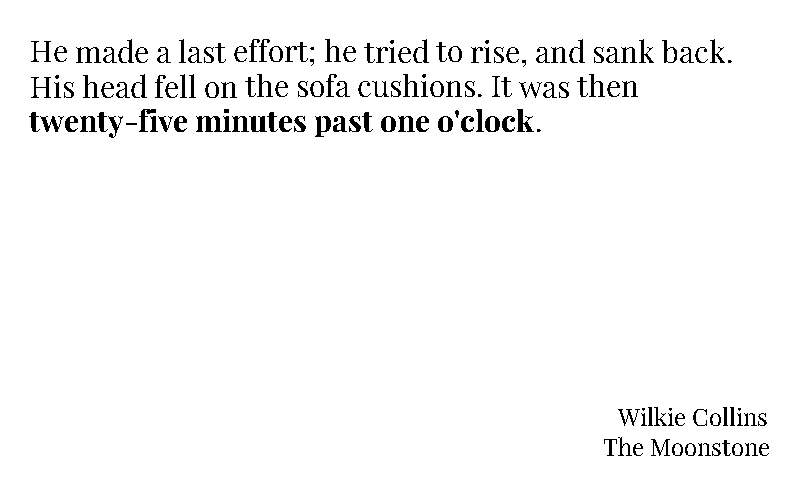 He made a last effort; he tried to rise, and sank back.
His head fell on the sofa cushions. It was then
twenty-five minutes past one o'clock.
Wilkie Collins
The Moonstone